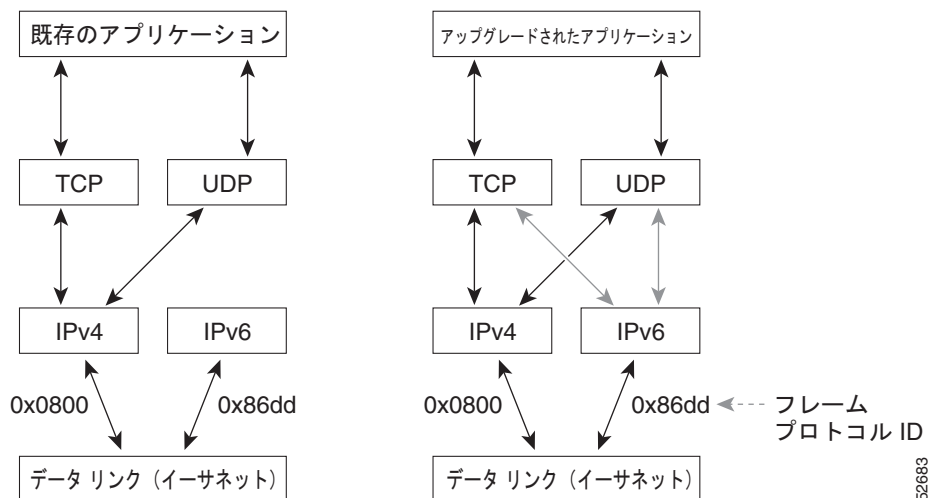 既存のアプリケーション
アップグレードされたアプリケーション
TCP
UDP
TCP
UDP
IPv4
IPv6
IPv4
IPv6
0x0800
0x86dd
0x0800
0x86dd
フレーム
プロトコル ID
データ リンク（イーサネット）
データ リンク（イーサネット）
52683